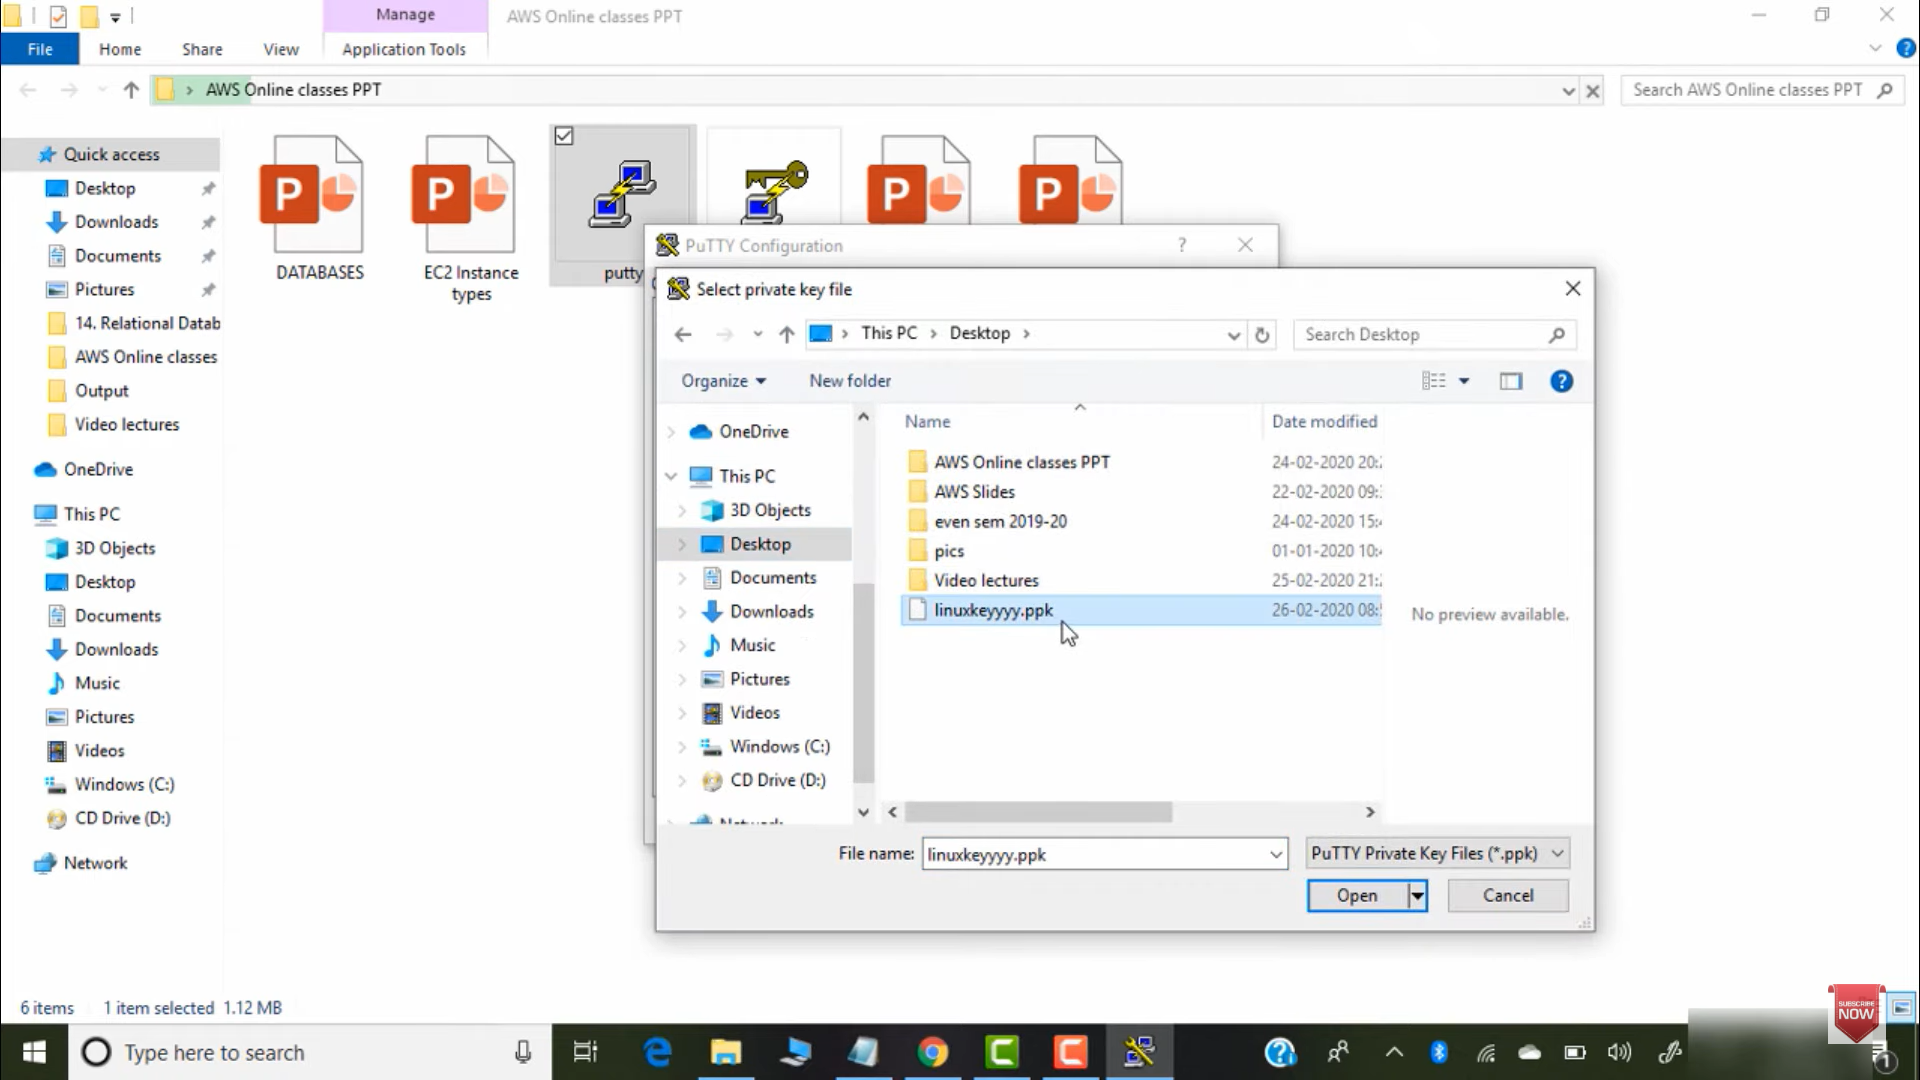 Manage
AWS Online classes PPT
File
Home
Share
View
Application Tools
AWS Online classes PPT
Search AWS Online classes PPT
Quick access
Desktop
Downloads
Documents
Pictures
14. Relational Datab
AWS Online classes
Output
Video lectures
OneDrive
This PC
3D Objects
Desktop
Documents
Downloads
Music
Pictures
Videos
Windows (C:)
CD Drive (D:)
Network
DATABASES
EC2 Instance
types
putty
PuTTY Configuration
?
Select private key file
This PC
Desktop
Search Desktop
Organize
New folder
OneDrive
This PC
3D Objects
Desktop
Documents
Downloads
Music
Pictures
Videos
Windows (C:)
CD Drive (D:)
Network
Name
Date modified
AWS Online classes PPT
24-02-2020 20:
AWS Slides
22-02-2020 09:
even sem 2019-20
24-02-2020 15:
pics
01-01-2020 10:
Video lectures
25-02-2020 21:
linuxkeyyyy.ppk
26-02-2020 08:
No preview available.
File name:
linuxkeyyyy.ppk
PuTTY Private Key Files (*.ppk)
Open
Cancel
6 items
1 item selected 1.12 MB
SUBSCRIBE
NOW
Type here to search
1